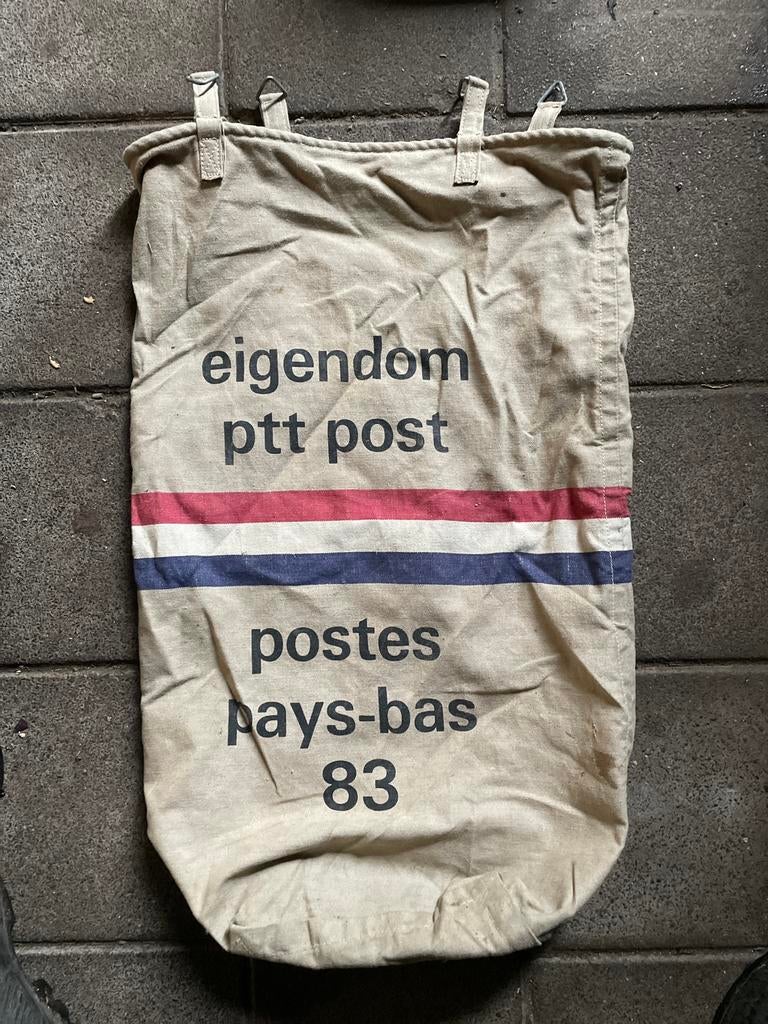 eigendom
ptt post
postes
pays-bas
83